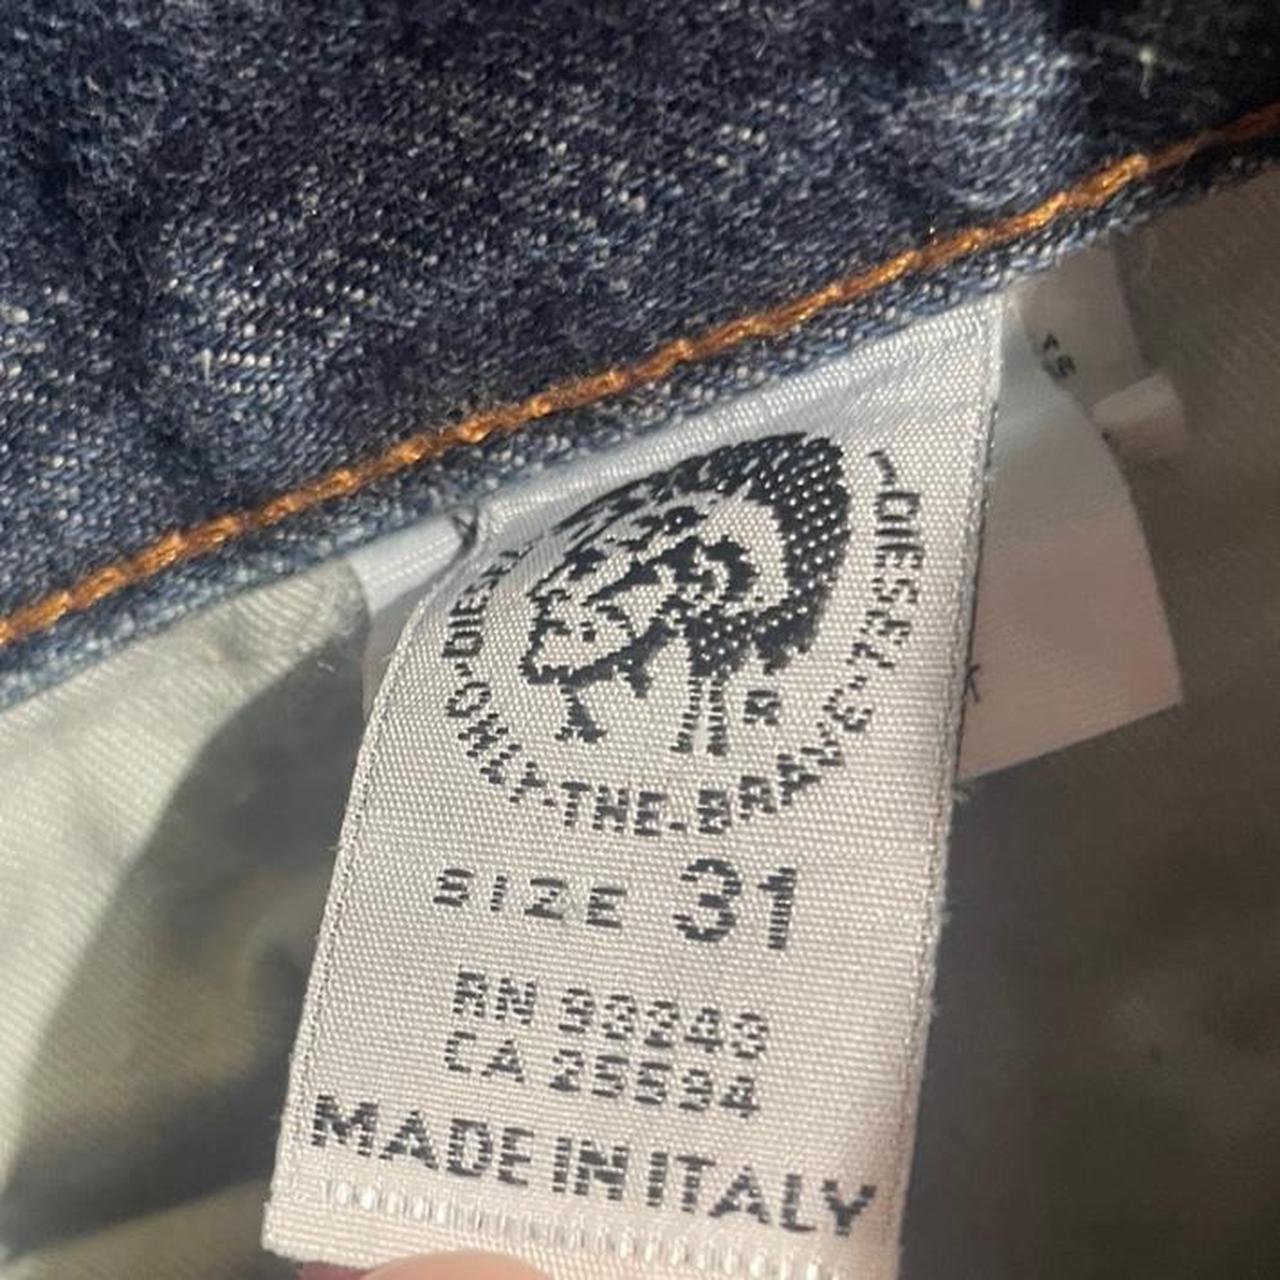 DIESEL·ONLY·THE·BRAVE·DIESEL
SIZE 31
RN 93243
CA 25594
MADE IN ITALY